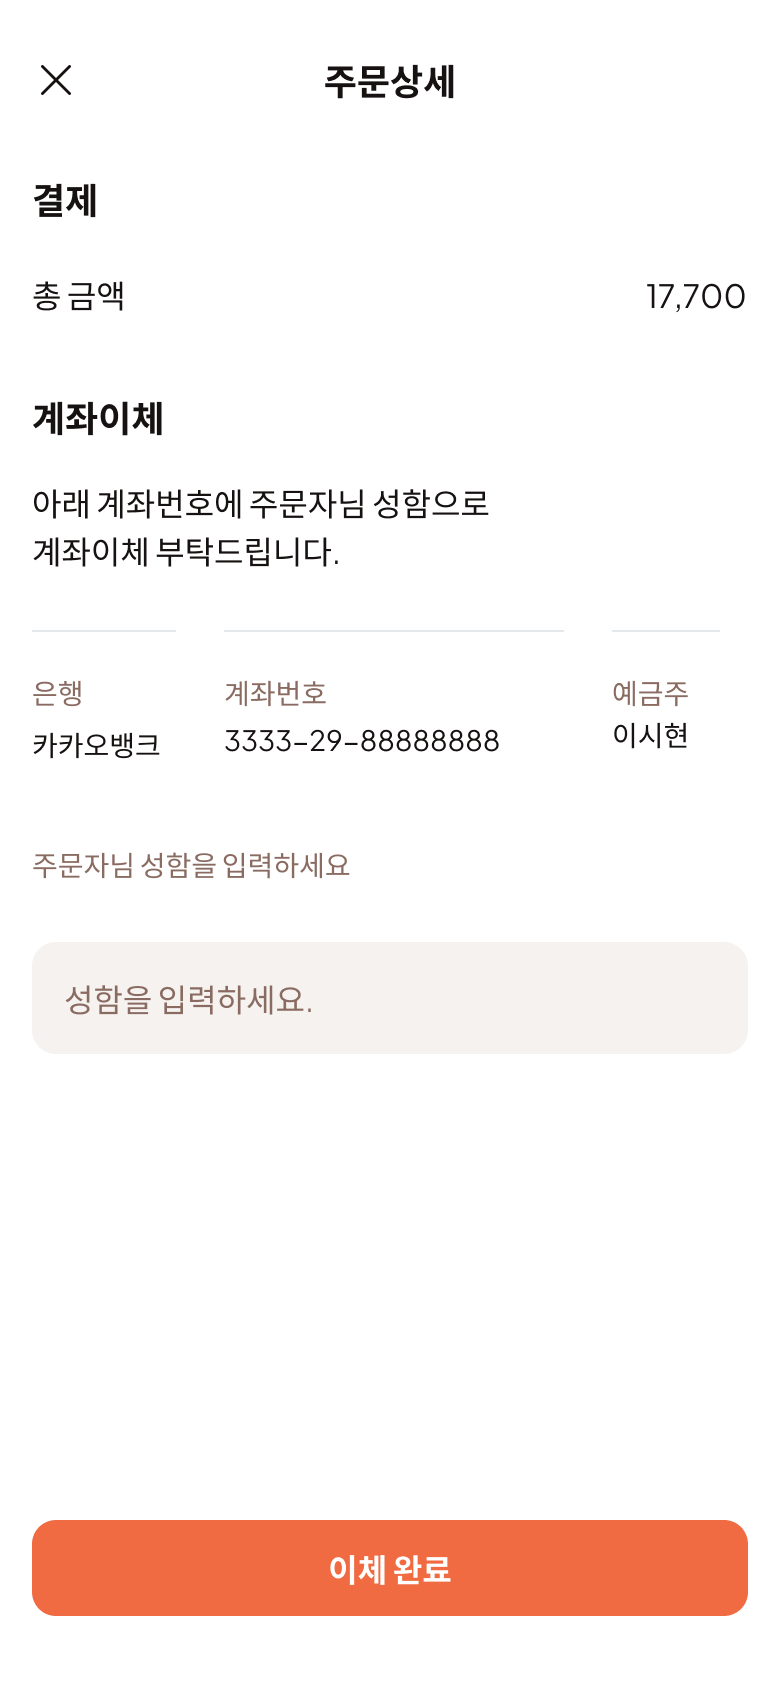 주문상세
결제
총 금액 17,700
계좌이체
아래 계좌번호에 주문자님 성함으로
계좌이체 부탁드립니다.
은행 계좌번호 예금주
카카오뱅크 3333-29-88888888 이시현
주문자님 성함을 입력하세요
성함을 입력하세요.
이체 완료